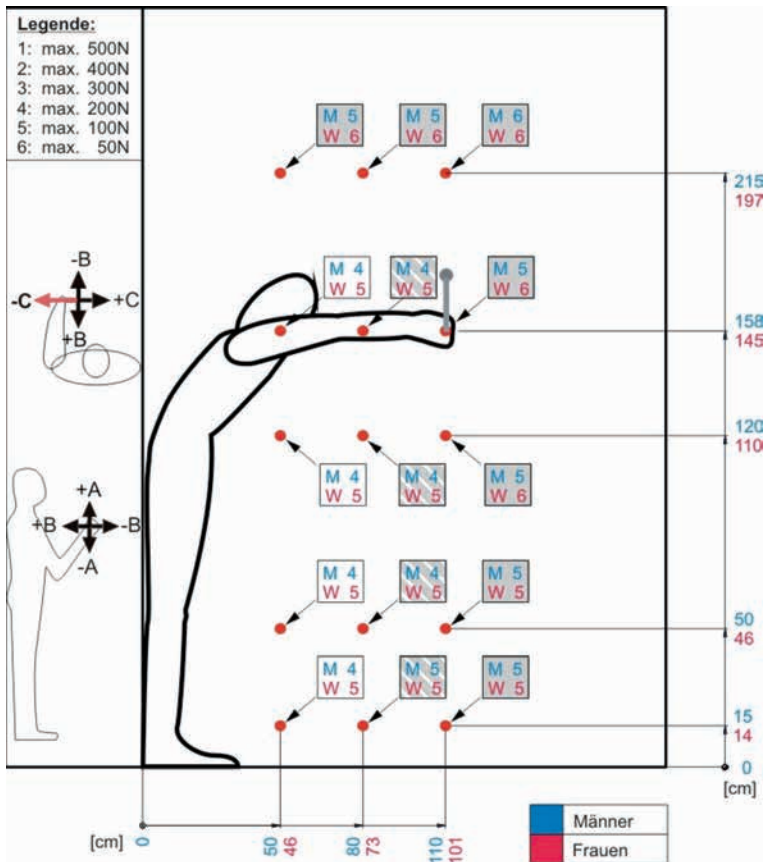 Legende:
1: max. 500N
2: max. 400N
3: max. 300N
4: max. 200N
5: max. 100N
6: max. 50N
M 5
W 6
M 5
W 6
M 6
W 6
215
197
-B
-C
+C
+B
M 4
W 5
M 4
W 5
M 5
W 6
158
145
120
110
M 4
W 5
M 4
W 5
M 5
W 6
+A
+B
-B
-A
M 4
W 5
M 4
W 5
M 5
W 5
50
46
M 4
W 5
M 5
W 5
M 5
W 5
15
14
0
[cm]
[cm]
0
50
46
80
73
110
101
Männer
Frauen